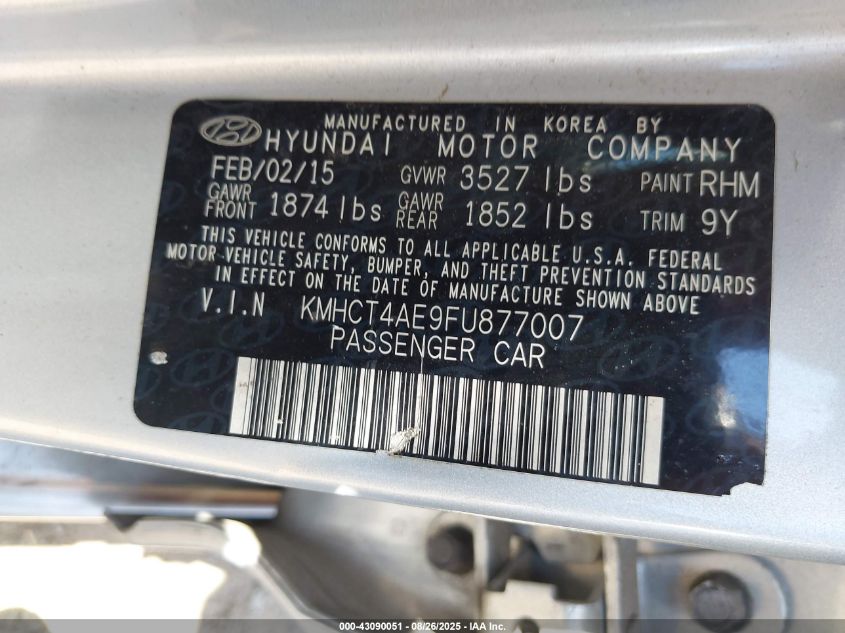 MANUFACTURED IN KOREA BY
HYUNDAI MOTOR COMPANY
FEB/02/15 GVWR 3527 lbs PAINT RHM
GAWR FRONT 1874 lbs GAWR REAR 1852 lbs TRIM 9Y
THIS VEHICLE CONFORMS TO ALL APPLICABLE U.S.A. FEDERAL
MOTOR VEHICLE SAFETY, BUMPER, AND THEFT PREVENTION STANDARDS
IN EFFECT ON THE DATE OF MANUFACTURE SHOWN ABOVE
V.I.N KMHCT4AE9FU877007
PASSENGER CAR
000-43090051 - 08/26/2025 - IAA Inc.